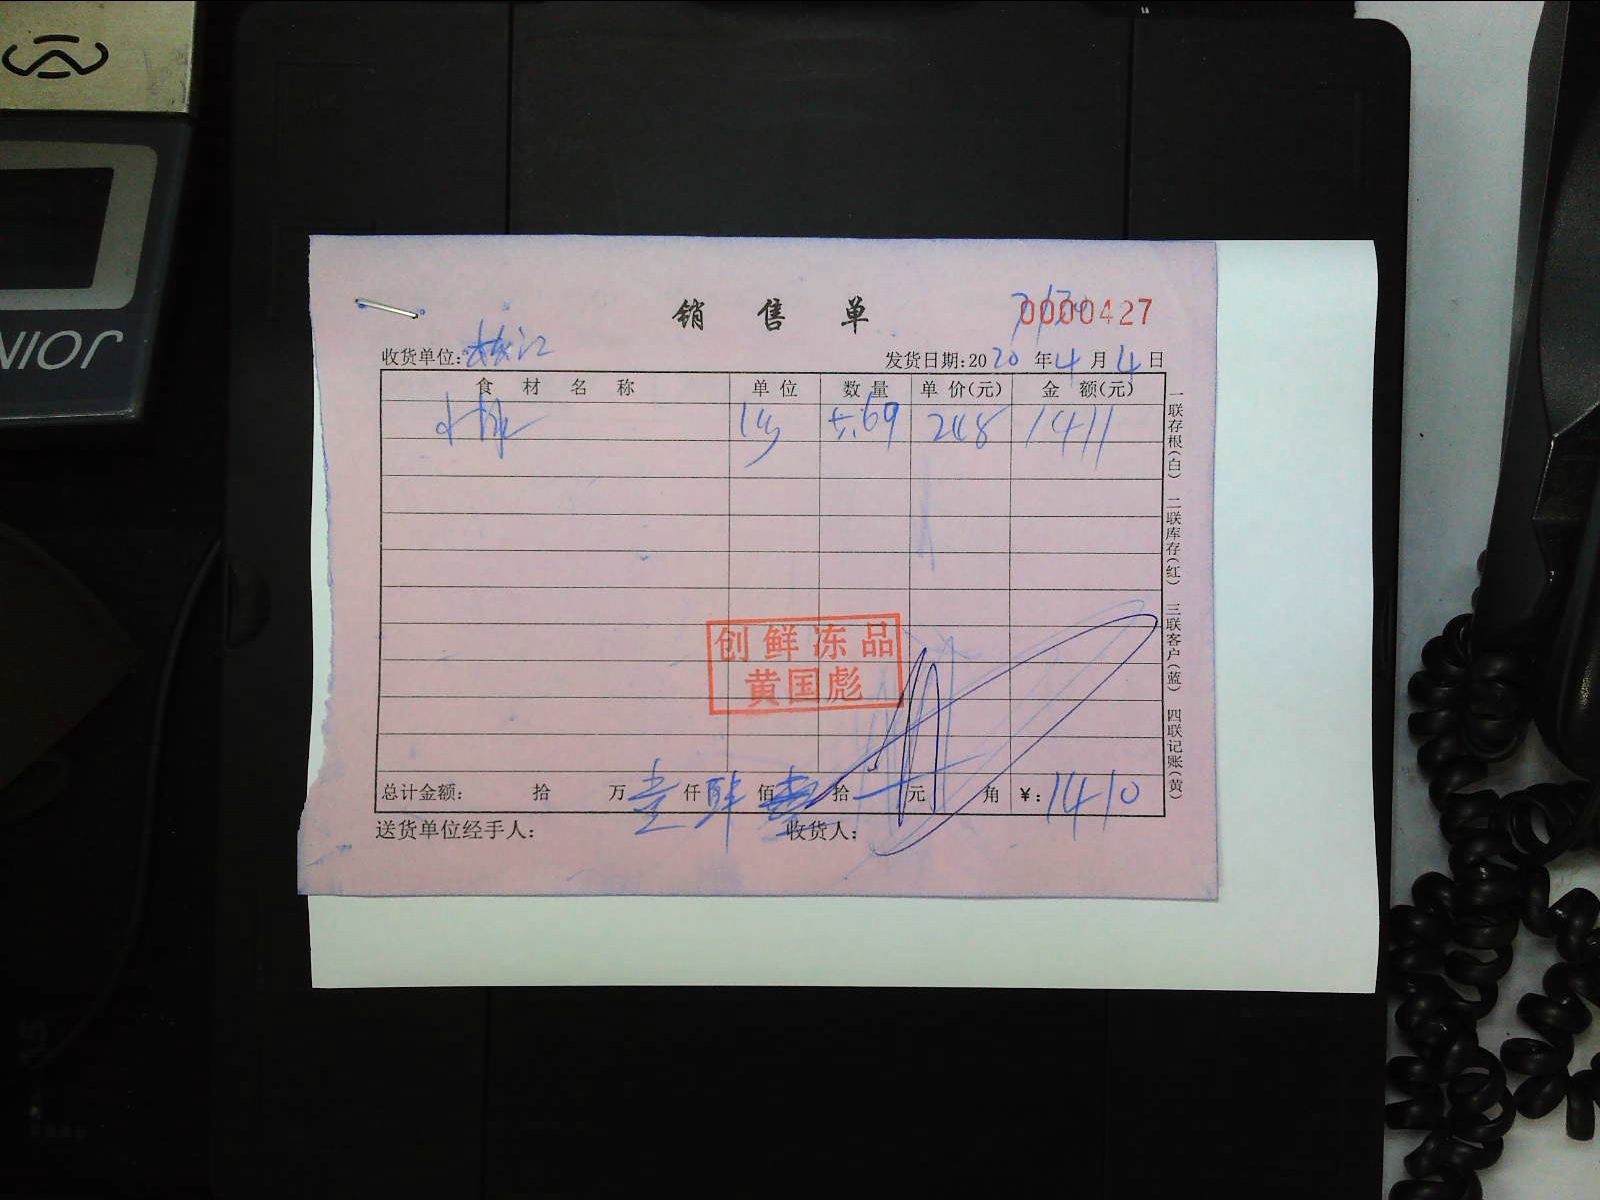 NIOR
销售单
0000427
收货单位:
发货日期:2020年4月4日
食材名称 单位 数量 单价(元) 金额(元)
5.69 248 1411
创鲜冻品
黄国彪
总计金额: 拾 万 壹 仟 肆 佰 壹 拾 元 角 ¥:1410
送货单位经手人: 收货人:
一联存根(白) 二联库存(红) 三联客户(蓝) 四联记账(黄)